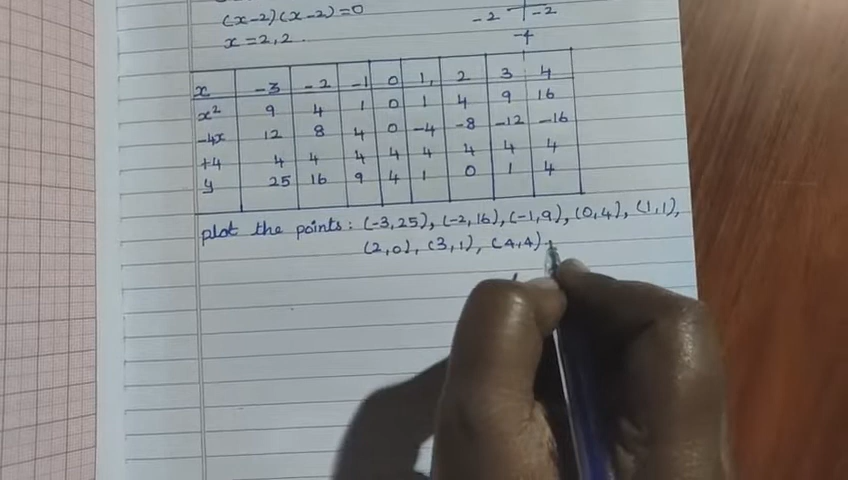 (x-2)(x-2)=0
x=2,2.
-2 -2
-4
x -3 -2 -1 0 1, 2 3 4
x² 9 4 1 0 1 4 9 16
-4x 12 8 4 0 -4 -8 -12 -16
+4 4 4 4 4 4 4 4 4
y 25 16 9 4 1 0 1 4
plot the points: (-3,25), (-2,16), (-1,9), (0,4), (1,1),
(2,0), (3,1), (4,4).